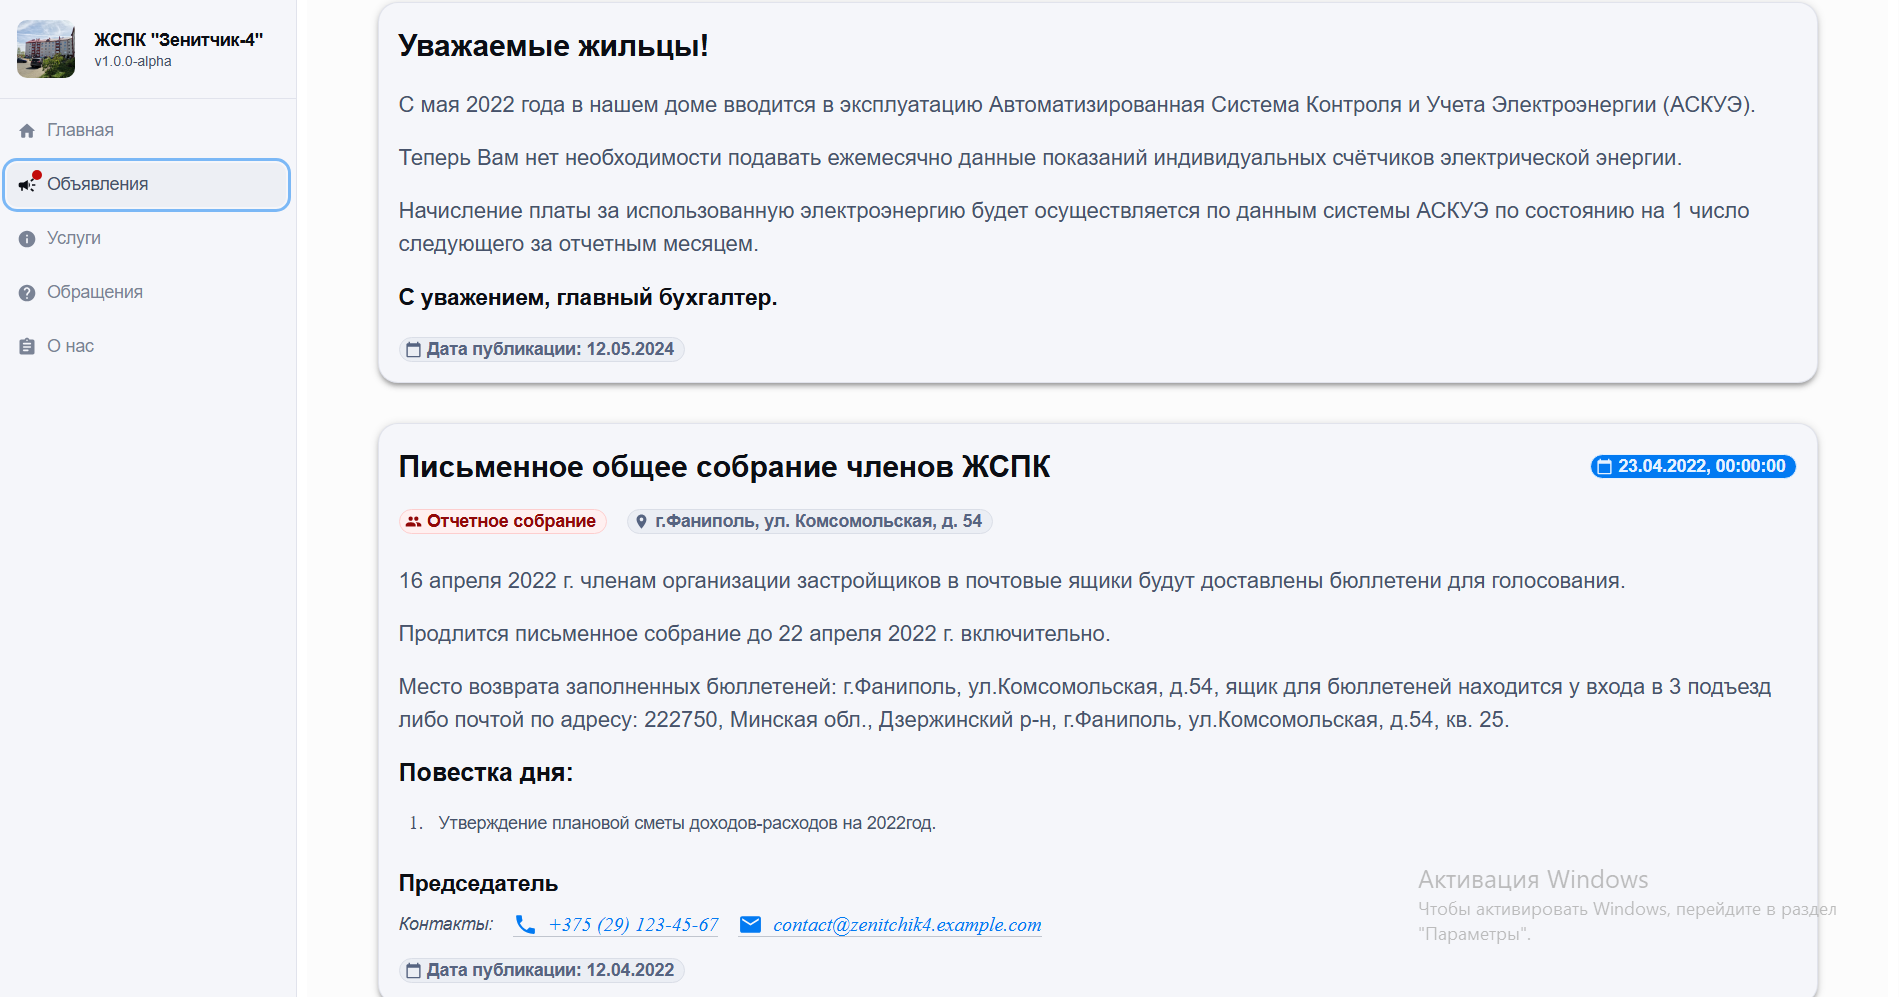 ЖСПК "Зенитчик-4"
v1.0.0-alpha
Главная
Объявления
Услуги
Обращения
О нас
Уважаемые жильцы!
С мая 2022 года в нашем доме вводится в эксплуатацию Автоматизированная Система Контроля и Учета Электроэнергии (АСКУЭ).
Теперь Вам нет необходимости подавать ежемесячно данные показаний индивидуальных счётчиков электрической энергии.
Начисление платы за использованную электроэнергию будет осуществляется по данным системы АСКУЭ по состоянию на 1 число
следующего за отчетным месяцем.
С уважением, главный бухгалтер.
Дата публикации: 12.05.2024
Письменное общее собрание членов ЖСПК
23.04.2022, 00:00:00
Отчетное собрание
г.Фаниполь, ул. Комсомольская, д. 54
16 апреля 2022 г. членам организации застройщиков в почтовые ящики будут доставлены бюллетени для голосования.
Продлится письменное собрание до 22 апреля 2022 г. включительно.
Место возврата заполненных бюллетеней: г.Фаниполь, ул.Комсомольская, д.54, ящик для бюллетеней находится у входа в 3 подъезд
либо почтой по адресу: 222750, Минская обл., Дзержинский р-н, г.Фаниполь, ул.Комсомольская, д.54, кв. 25.
Повестка дня:
1. Утверждение плановой сметы доходов-расходов на 2022год.
Председатель
Контакты: +375 (29) 123-45-67 contact@zenitchik4.example.com
Дата публикации: 12.04.2022
Активация Windows
Чтобы активировать Windows, перейдите в раздел
"Параметры".